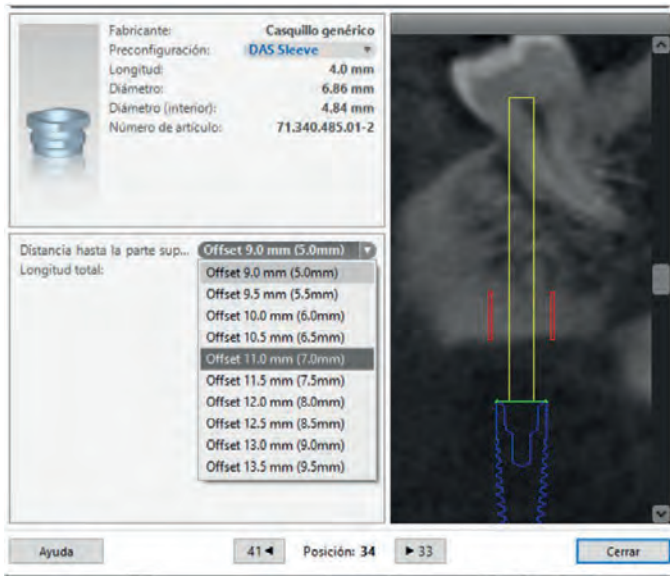 Fabricante: Casquillo genérico
Preconfiguración: DAS Sleeve
Longitud: 4.0 mm
Diámetro: 6.86 mm
Diámetro (interior): 4.84 mm
Número de artículo: 71.340.485.01-2
Distancia hasta la parte sup... Offset 9.0 mm (5.0mm)
Longitud total:
Offset 9.0 mm (5.0mm)
Offset 9.5 mm (5.5mm)
Offset 10.0 mm (6.0mm)
Offset 10.5 mm (6.5mm)
Offset 11.0 mm (7.0mm)
Offset 11.5 mm (7.5mm)
Offset 12.0 mm (8.0mm)
Offset 12.5 mm (8.5mm)
Offset 13.0 mm (9.0mm)
Offset 13.5 mm (9.5mm)
Ayuda 41 Posición: 34 33 Cerrar